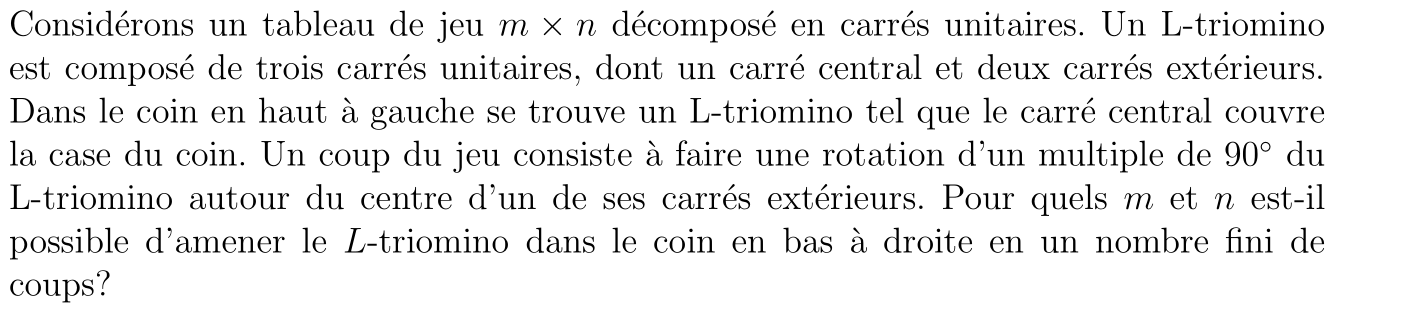 Considérons un tableau de jeu m × n décomposé en carrés unitaires. Un L-triomino
est composé de trois carrés unitaires, dont un carré central et deux carrés extérieurs.
Dans le coin en haut à gauche se trouve un L-triomino tel que le carré central couvre
la case du coin. Un coup du jeu consiste à faire une rotation d'un multiple de 90° du
L-triomino autour du centre d'un de ses carrés extérieurs. Pour quels m et n est-il
possible d'amener le L-triomino dans le coin en bas à droite en un nombre fini de
coups?